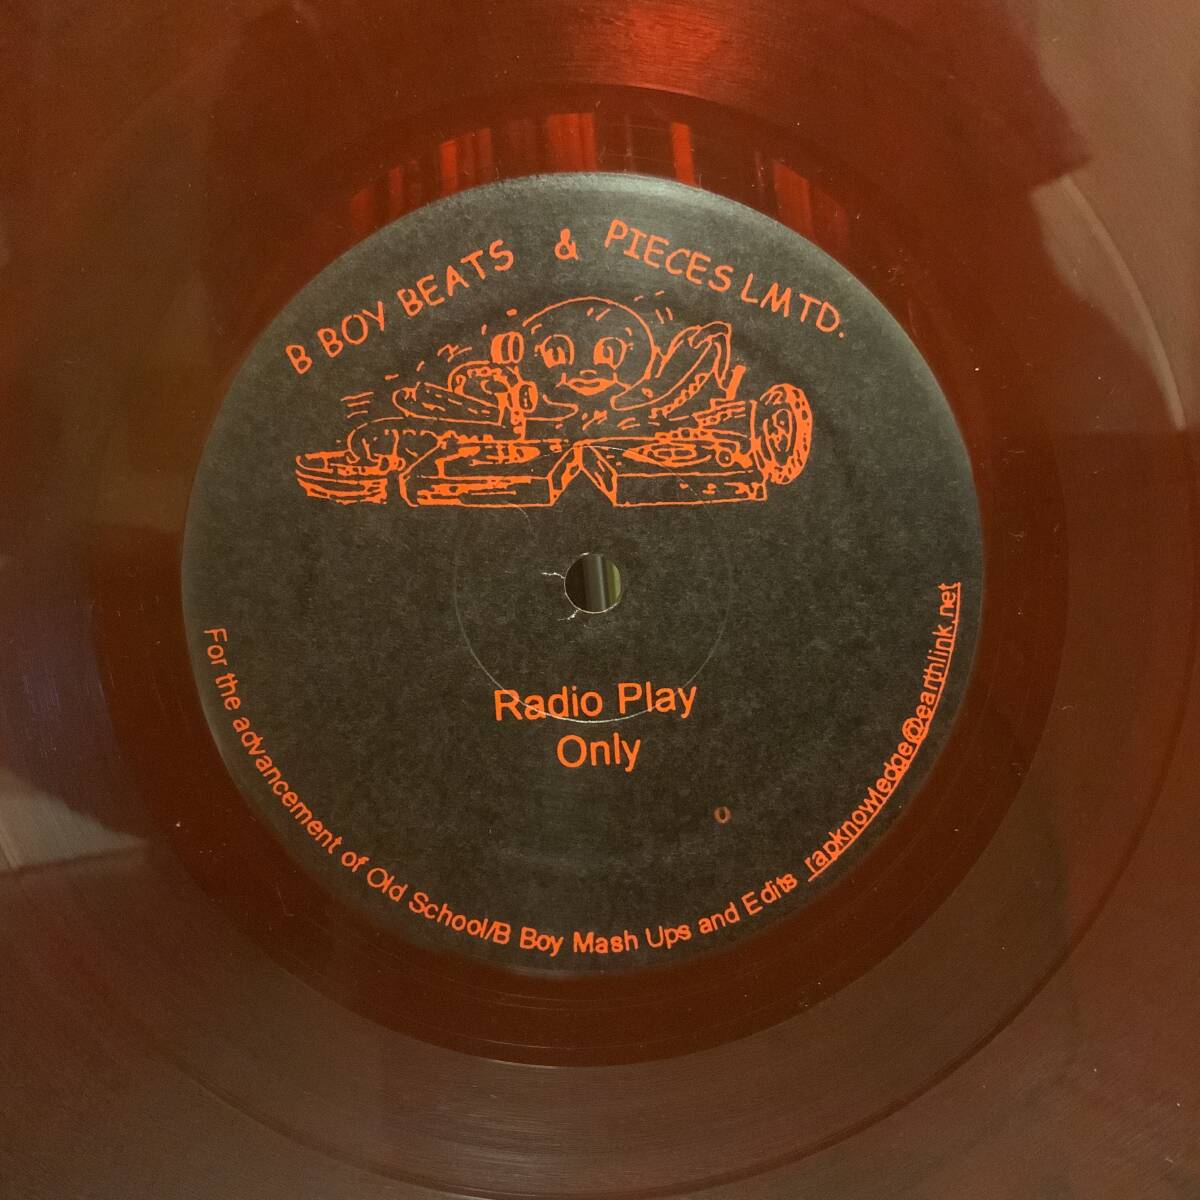 B BOY BEATS & PIECES LMTD.
Radio Play
Only
For the advancement of Old School/B Boy Mash Ups and Edits rapknowledge@earthlink.net